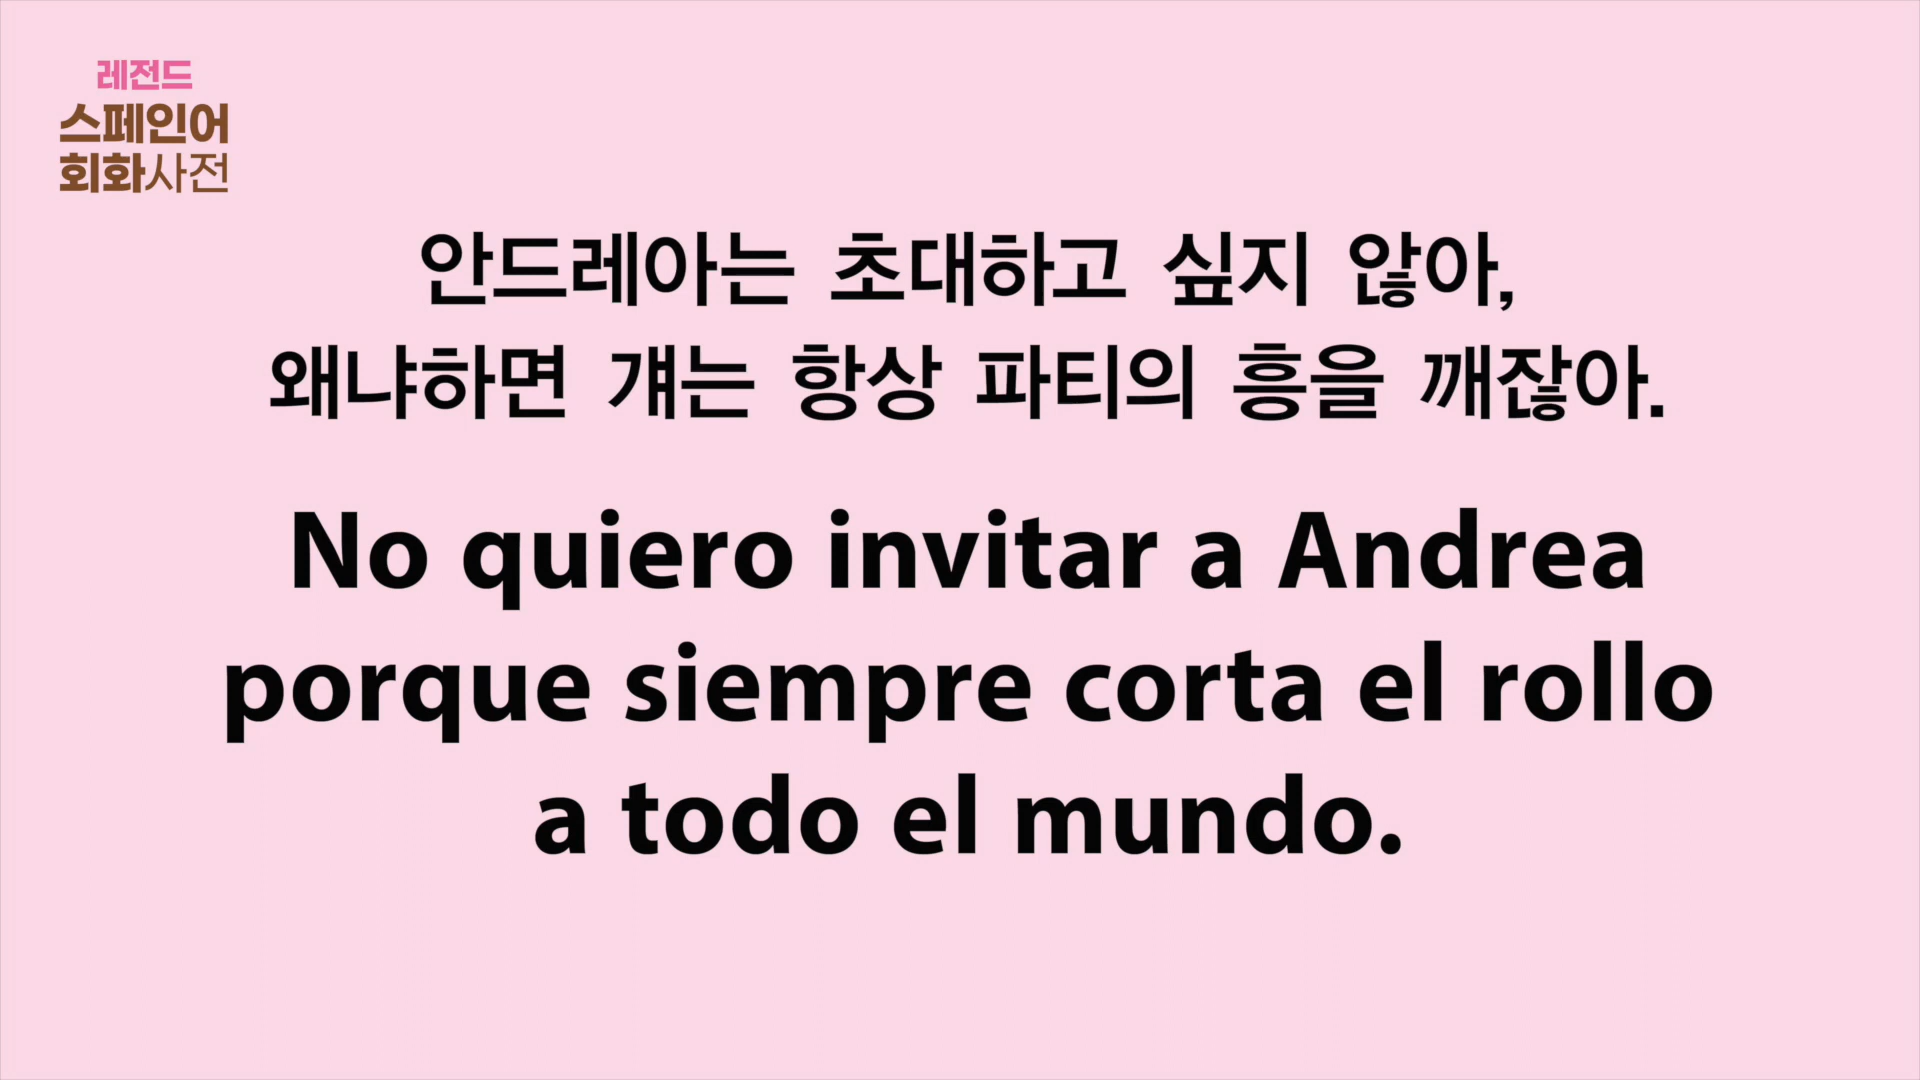 레전드
스페인어
회화사전
안드레아는 초대하고 싶지 않아,
왜냐하면 걔는 항상 파티의 흥을 깨잖아.
No quiero invitar a Andrea
porque siempre corta el rollo
a todo el mundo.